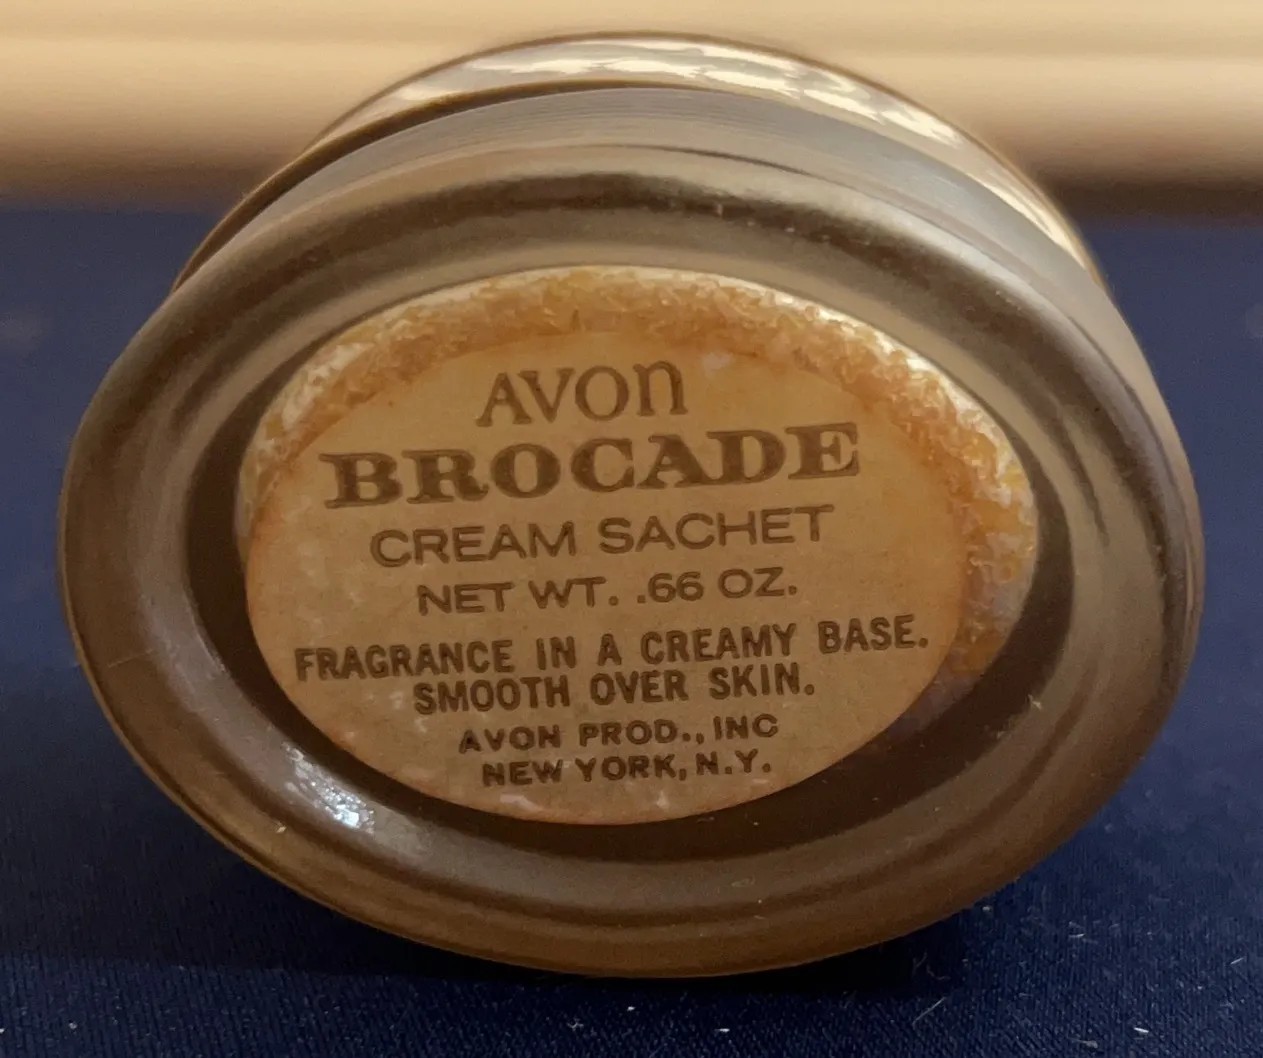 AVON
BROCADE
CREAM SACHET
NET WT. .66 OZ.
FRAGRANCE IN A CREAMY BASE.
SMOOTH OVER SKIN.
AVON PROD., INC
NEW YORK, N.Y.